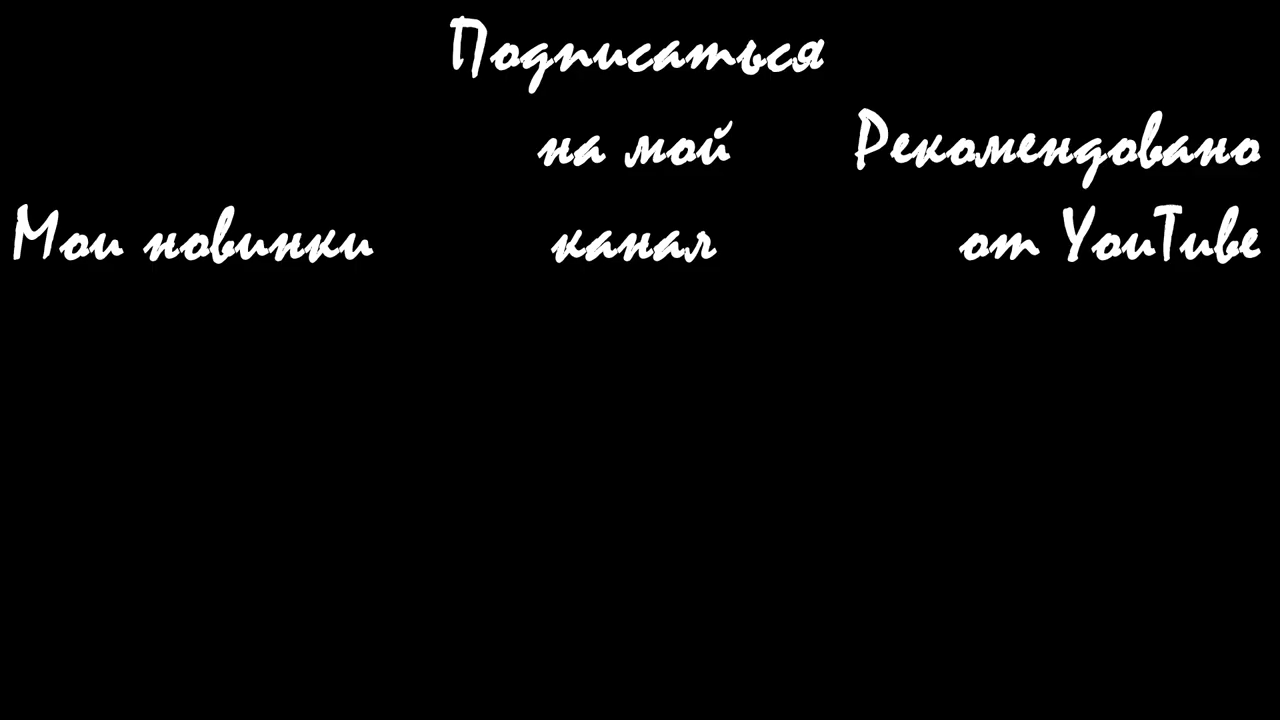 Подписаться
на мой
канал
Мои новинки
Рекомендовано
от YouTube